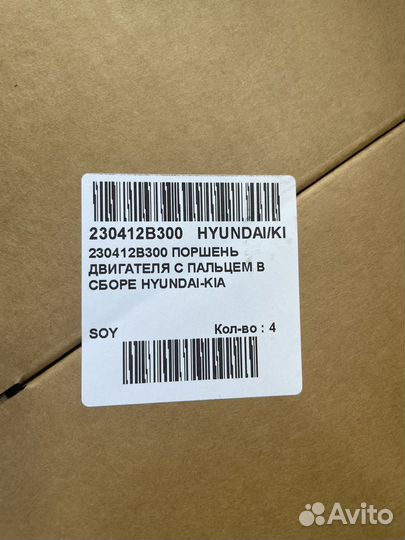 230412B300 HYUNDAI/KI
230412B300 ПОРШЕНЬ
ДВИГАТЕЛЯ С ПАЛЬЦЕМ В
СБОРЕ HYUNDAI-KIA
SOY Кол-во : 4
Avito